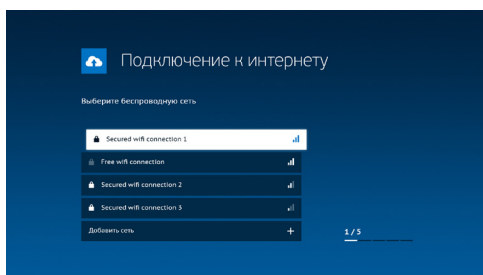 Подключение к интернету
Выберите беспроводную сеть
Secured wifi connection 1
Free wifi connection
Secured wifi connection 2
Secured wifi connection 3
Добавить сеть +
1 / 5